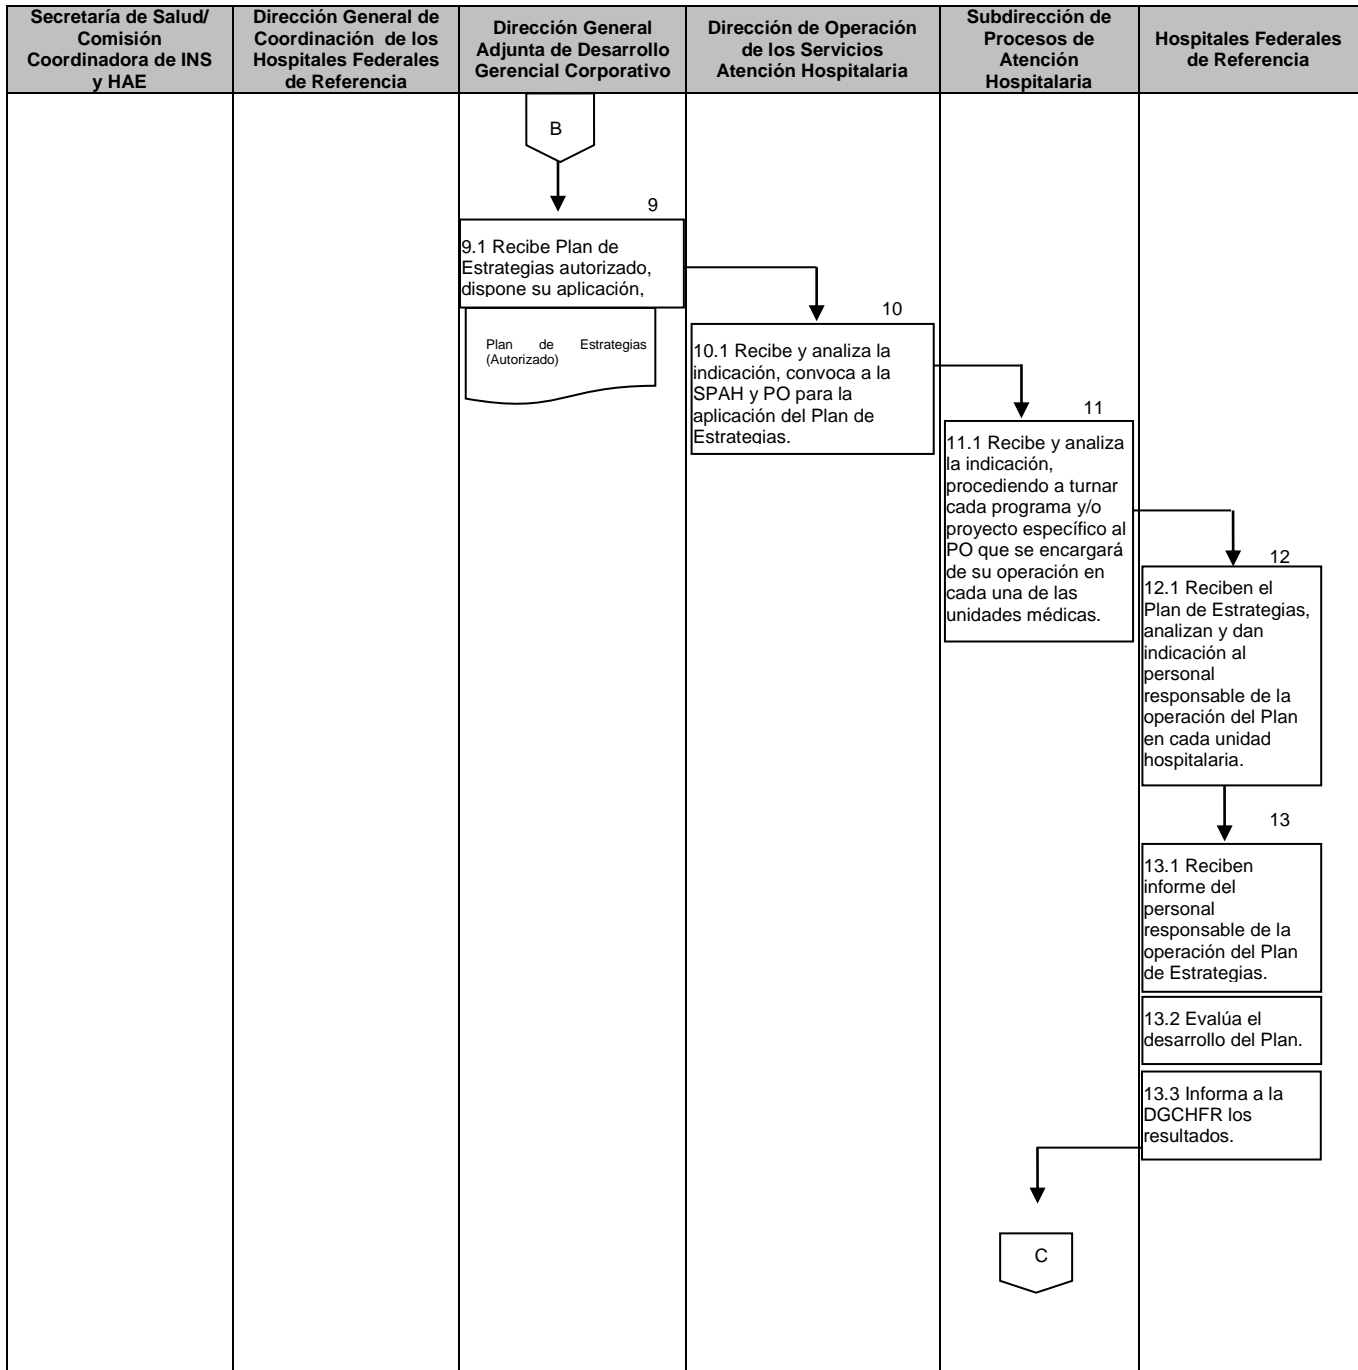 Secretaría de Salud/
Comisión
Coordinadora de INS
y HAE
Dirección General de
Coordinación de los
Hospitales Federales
de Referencia
Dirección General
Adjunta de Desarrollo
Gerencial Corporativo
Dirección de Operación
de los Servicios
Atención Hospitalaria
Subdirección de
Procesos de
Atención
Hospitalaria
Hospitales Federales
de Referencia
B
9
9.1 Recibe Plan de
Estrategias autorizado,
dispone su aplicación,
Plan de Estrategias
(Autorizado)
10
10.1 Recibe y analiza la
indicación, convoca a la
SPAH y PO para la
aplicación del Plan de
Estrategias.
11
11.1 Recibe y analiza
la indicación,
procediendo a turnar
cada programa y/o
proyecto específico al
PO que se encargará
de su operación en
cada una de las
unidades médicas.
12
12.1 Reciben el
Plan de Estrategias,
analizan y dan
indicación al
personal
responsable de la
operación del Plan
en cada unidad
hospitalaria.
13
13.1 Reciben
informe del
personal
responsable de la
operación del Plan
de Estrategias.
13.2 Evalúa el
desarrollo del Plan.
13.3 Informa a la
DGCHFR los
resultados.
C